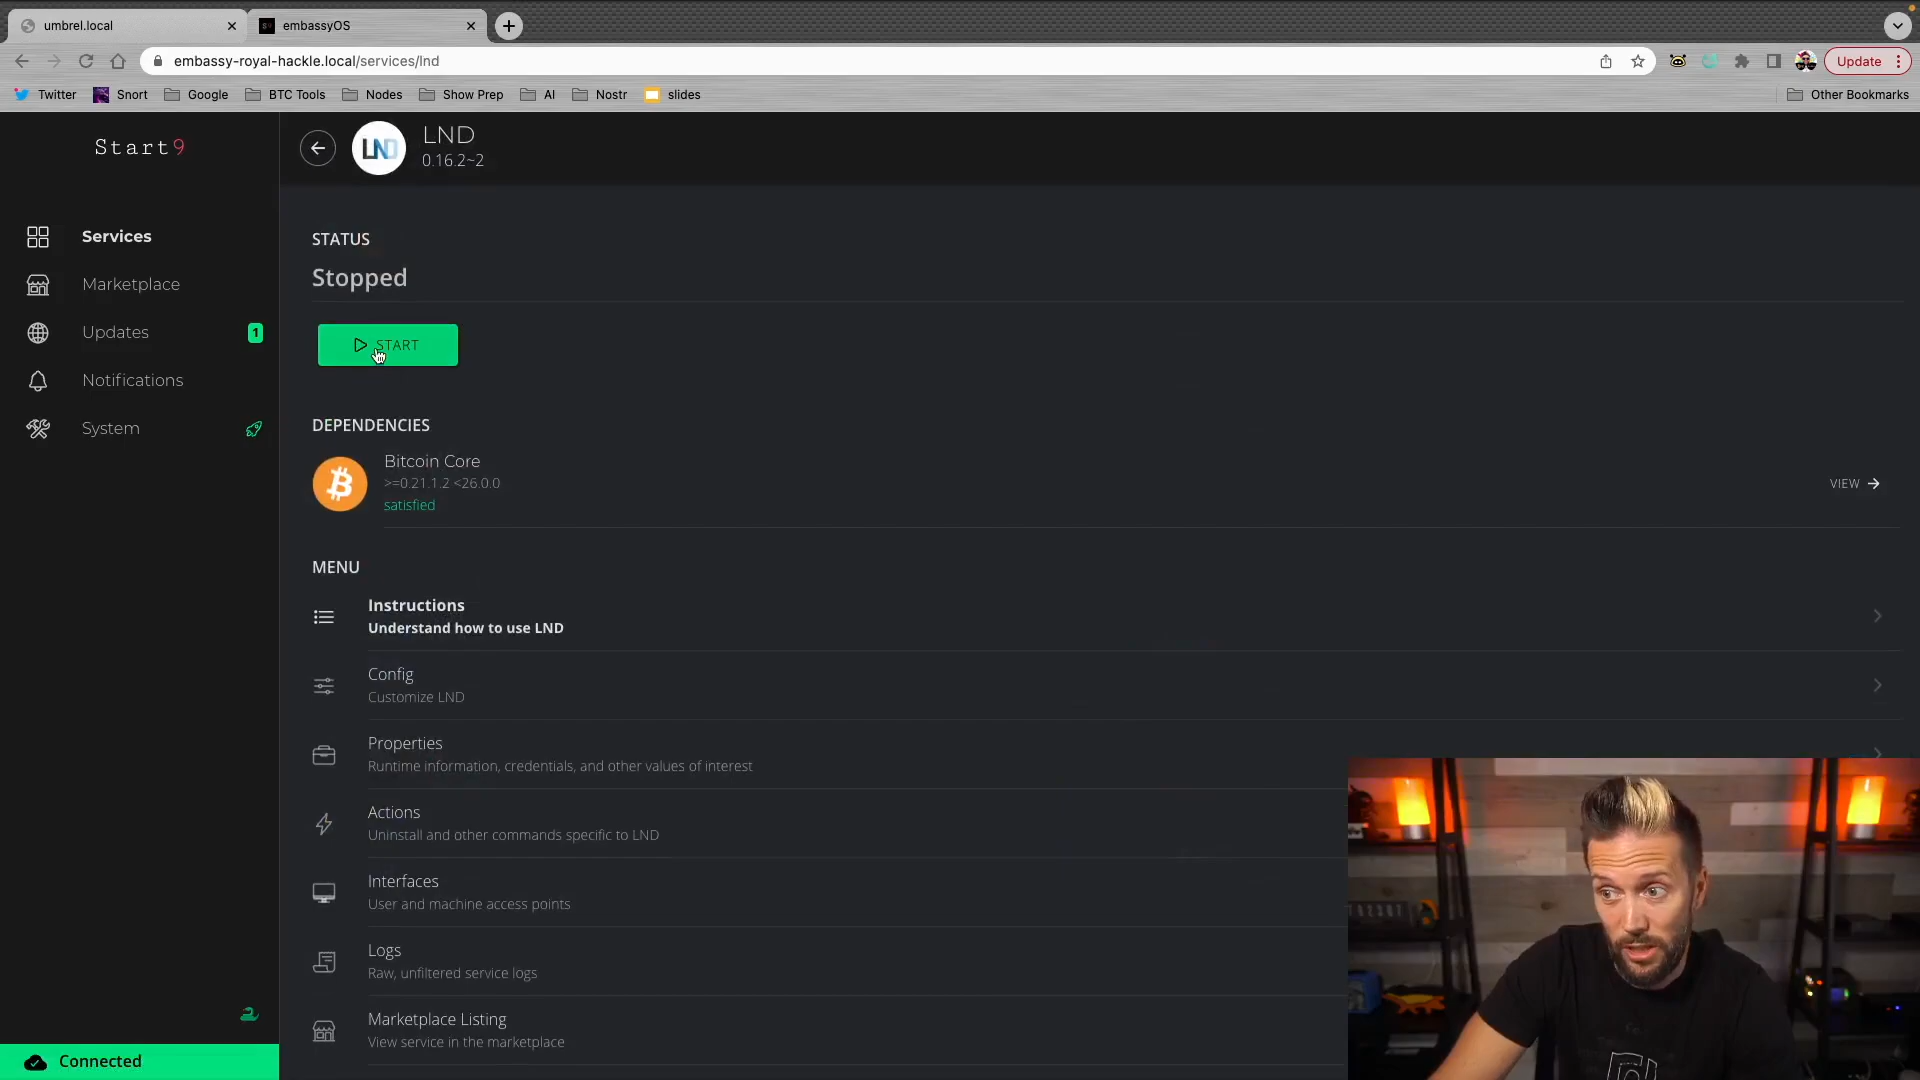 umbrel.local
embassyOS
embassy-royal-hackle.local/services/lnd
Update
Twitter
Snort
Google
BTC Tools
Nodes
Show Prep
AI
Nostr
slides
Other Bookmarks
Start9
Services
Marketplace
Updates
1
Notifications
System
Connected
LND
LND
0.16.2~2
STATUS
Stopped
START
DEPENDENCIES
Bitcoin Core
>=0.21.1.2 <26.0.0
satisfied
VIEW
MENU
Instructions
Understand how to use LND
Config
Customize LND
Properties
Runtime information, credentials, and other values of interest
Actions
Uninstall and other commands specific to LND
Interfaces
User and machine access points
Logs
Raw, unfiltered service logs
Marketplace Listing
View service in the marketplace